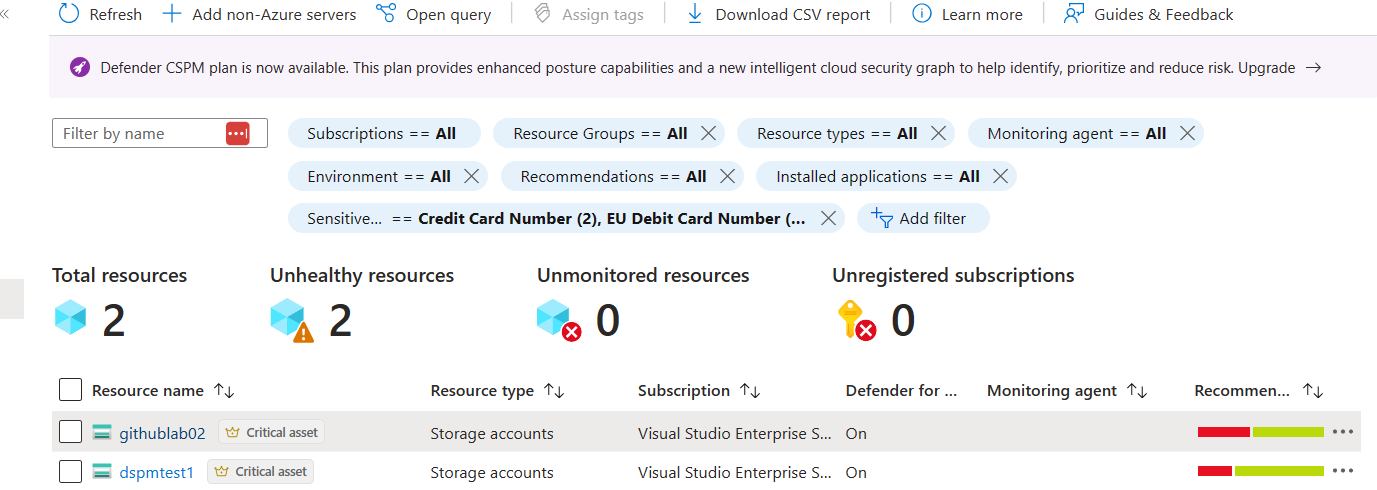 Refresh Add non-Azure servers Open query Assign tags Download CSV report Learn more Guides & Feedback
Defender CSPM plan is now available. This plan provides enhanced posture capabilities and a new intelligent cloud security graph to help identify, prioritize and reduce risk. Upgrade →
Filter by name Subscriptions == All Resource Groups == All Resource types == All Monitoring agent == All
Environment == All Recommendations == All Installed applications == All
Sensitive... == Credit Card Number (2), EU Debit Card Number (... Add filter
Total resources Unhealthy resources Unmonitored resources Unregistered subscriptions
2 2 0 0
Resource name Resource type Subscription Defender for ... Monitoring agent Recommen...
githublab02 Critical asset Storage accounts Visual Studio Enterprise S... On
dspmtest1 Critical asset Storage accounts Visual Studio Enterprise S... On